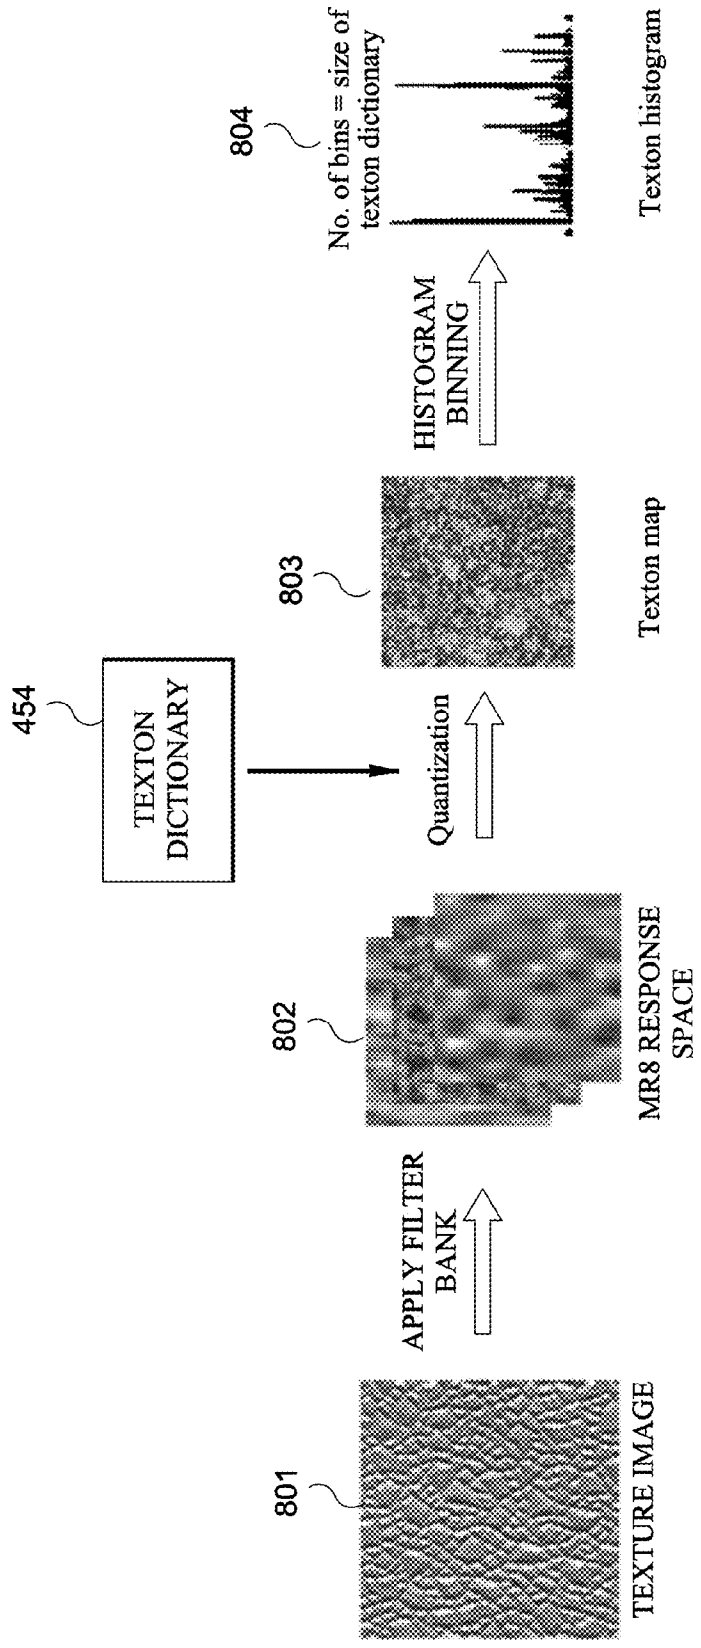 454
TEXTON
DICTIONARY
801
TEXTURE IMAGE
APPLY FILTER
BANK
802
MR8 RESPONSE
SPACE
Quantization
803
Texton map
HISTOGRAM
BINNING
804
No. of bins = size of
texton dictionary
Texton histogram